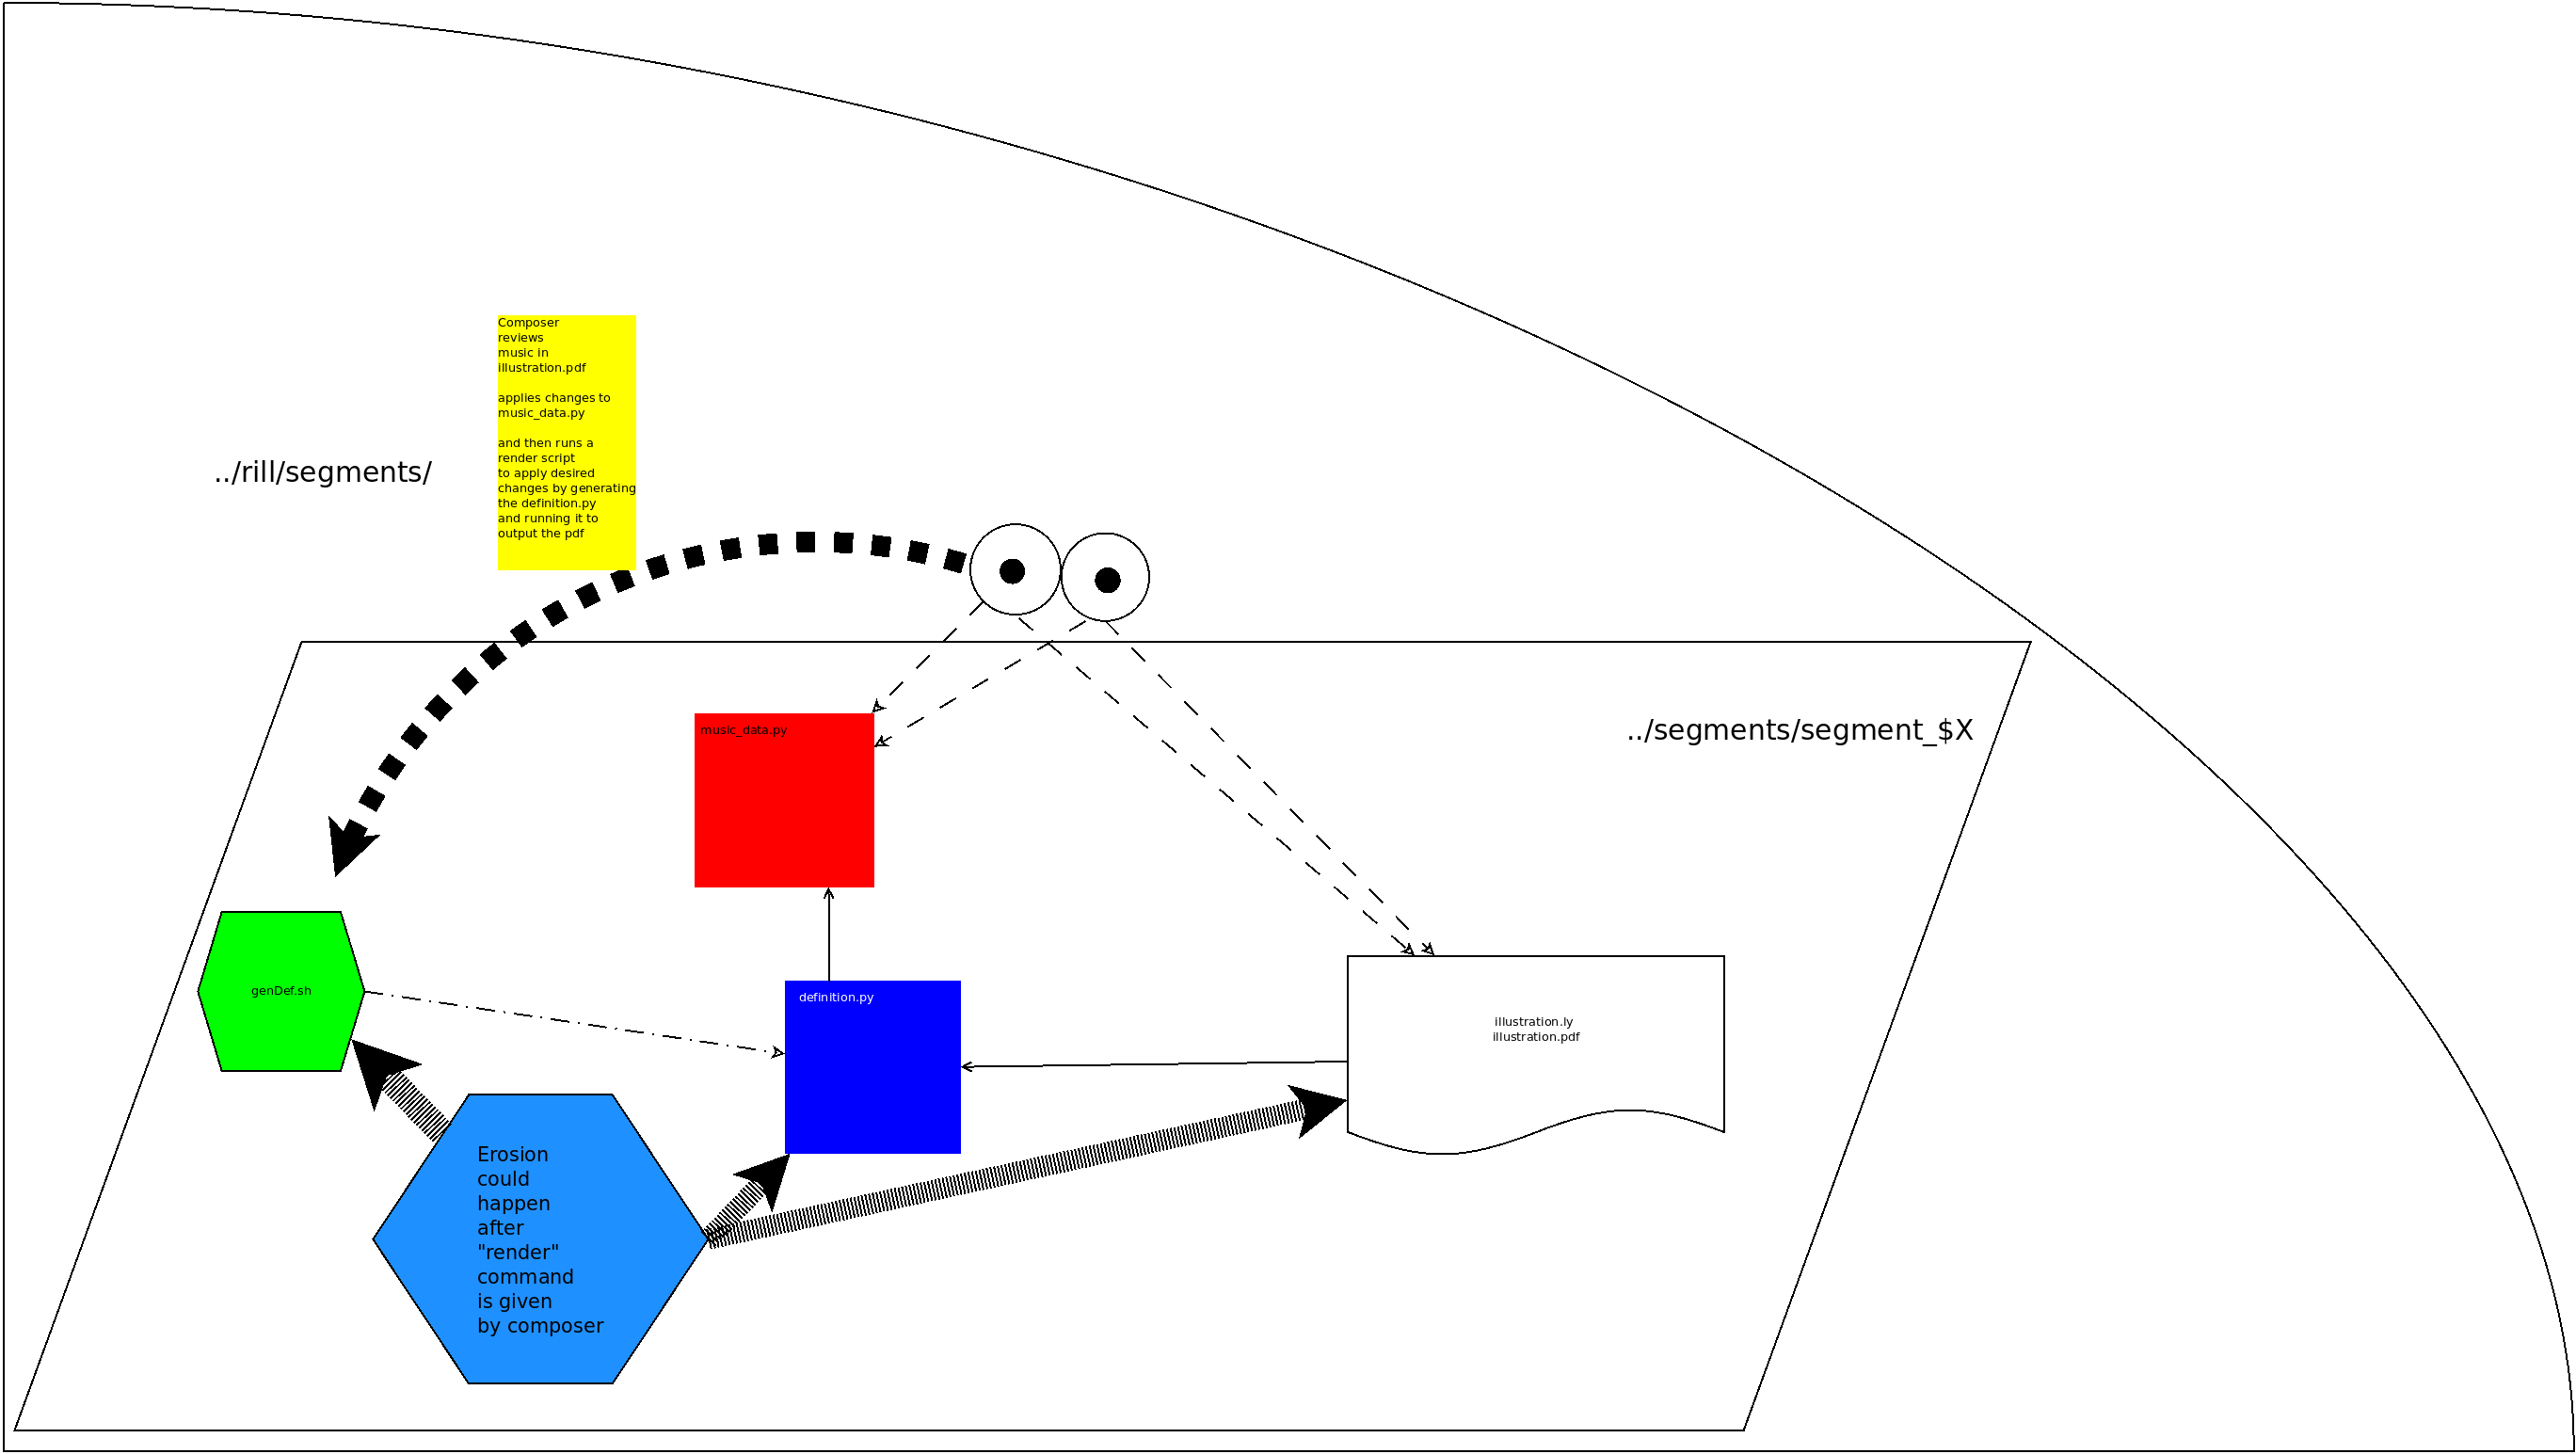 Composer
reviews
music in
illustration.pdf
applies changes to
music_data.py
and then runs a
render script
to apply desired
changes by generating
the definition.py
and running it to
output the pdf
../rill/segments/
../segments/segment_$X
music_data.py
genDef.sh
definition.py
illustration.ly
illustration.pdf
Erosion
could
happen
after
"render"
command
is given
by composer